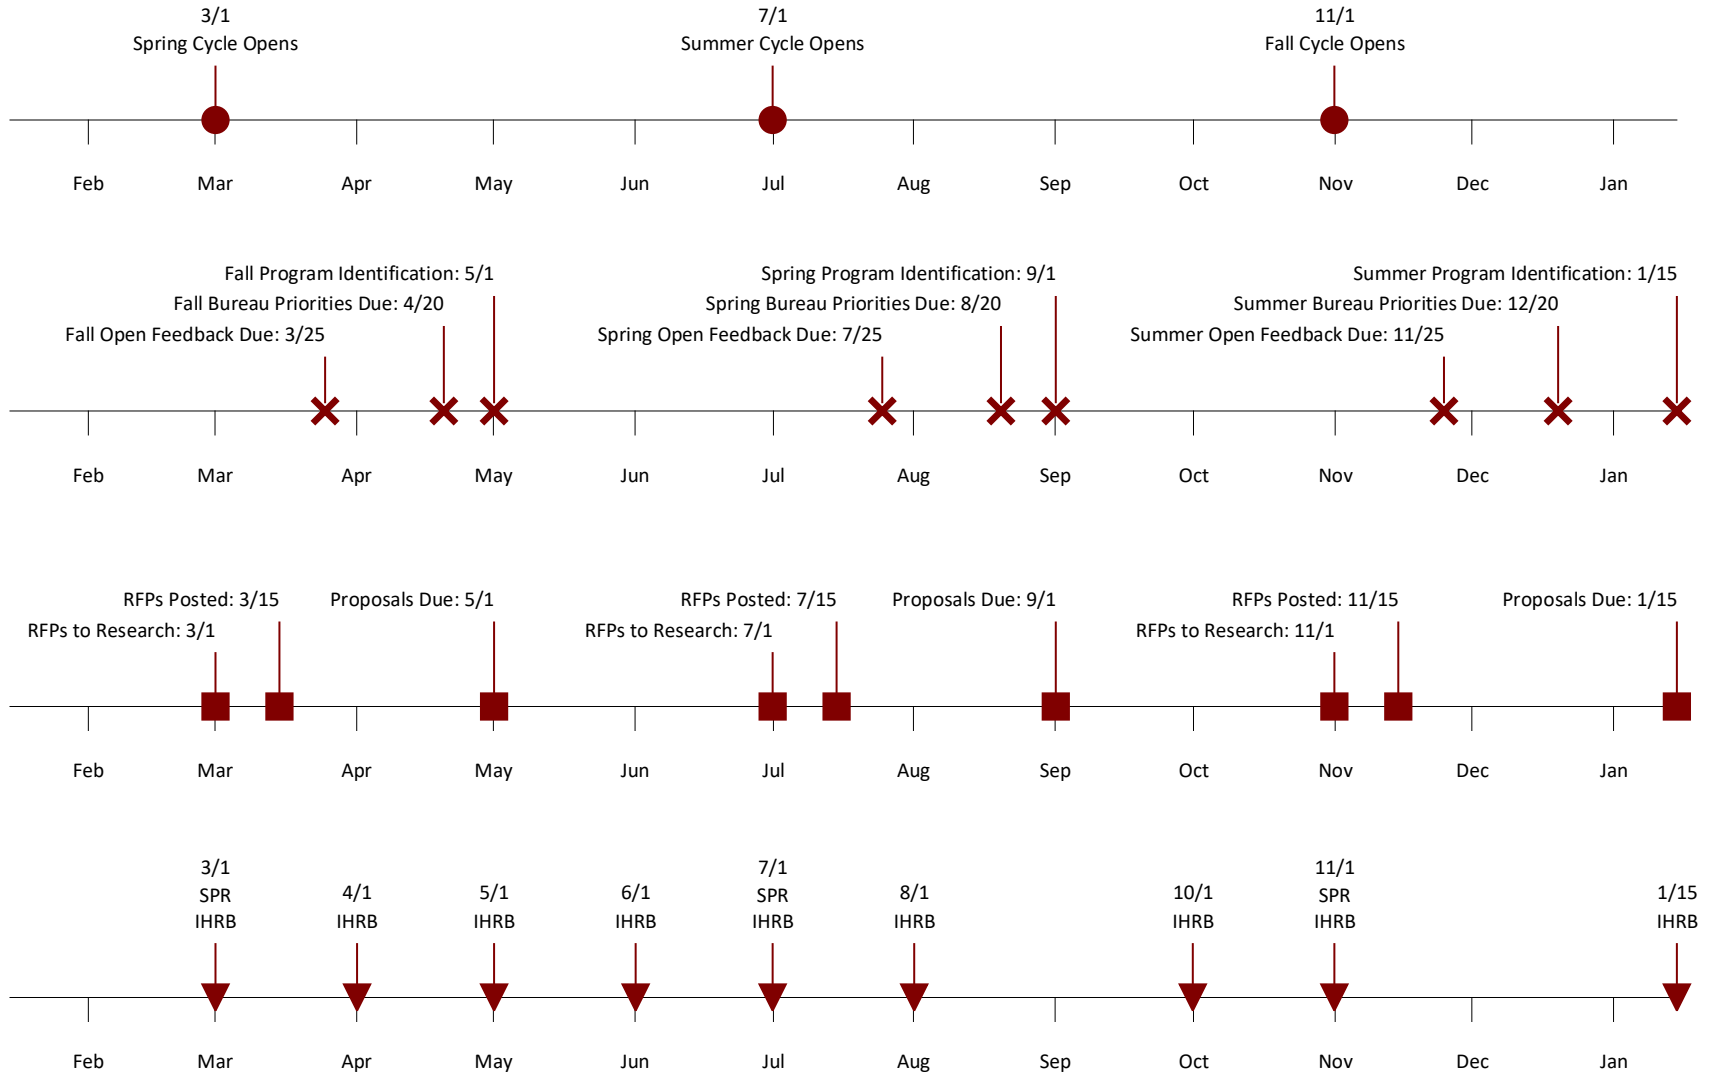 3/1
Spring Cycle Opens
7/1
Summer Cycle Opens
11/1
Fall Cycle Opens
Feb Mar Apr May Jun Jul Aug Sep Oct Nov Dec Jan
Fall Program Identification: 5/1
Spring Program Identification: 9/1
Summer Program Identification: 1/15
Fall Bureau Priorities Due: 4/20
Spring Bureau Priorities Due: 8/20
Summer Bureau Priorities Due: 12/20
Fall Open Feedback Due: 3/25
Spring Open Feedback Due: 7/25
Summer Open Feedback Due: 11/25
Feb Mar Apr May Jun Jul Aug Sep Oct Nov Dec Jan
RFPs Posted: 3/15
Proposals Due: 5/1
RFPs Posted: 7/15
Proposals Due: 9/1
RFPs Posted: 11/15
Proposals Due: 1/15
RFPs to Research: 3/1
RFPs to Research: 7/1
RFPs to Research: 11/1
Feb Mar Apr May Jun Jul Aug Sep Oct Nov Dec Jan
3/1
SPR
IHRB
4/1
IHRB
5/1
IHRB
6/1
IHRB
7/1
SPR
IHRB
8/1
IHRB
10/1
IHRB
11/1
SPR
IHRB
1/15
IHRB
Feb Mar Apr May Jun Jul Aug Sep Oct Nov Dec Jan